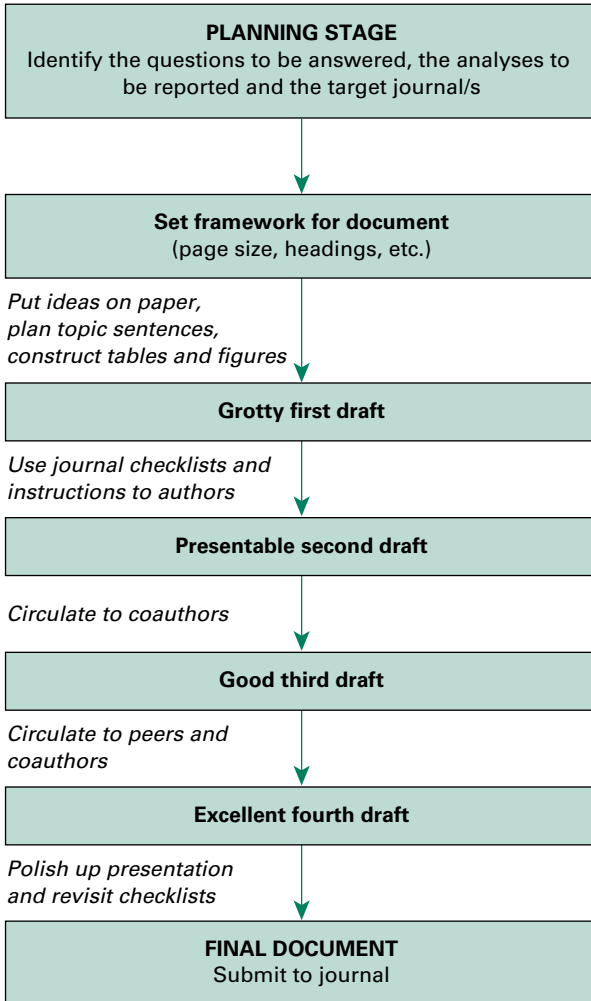 PLANNING STAGE
Identify the questions to be answered, the analyses to
be reported and the target journal/s
Set framework for document
(page size, headings, etc.)
Put ideas on paper,
plan topic sentences,
construct tables and figures
Grotty first draft
Use journal checklists and
instructions to authors
Presentable second draft
Circulate to coauthors
Good third draft
Circulate to peers and
coauthors
Excellent fourth draft
Polish up presentation
and revisit checklists
FINAL DOCUMENT
Submit to journal